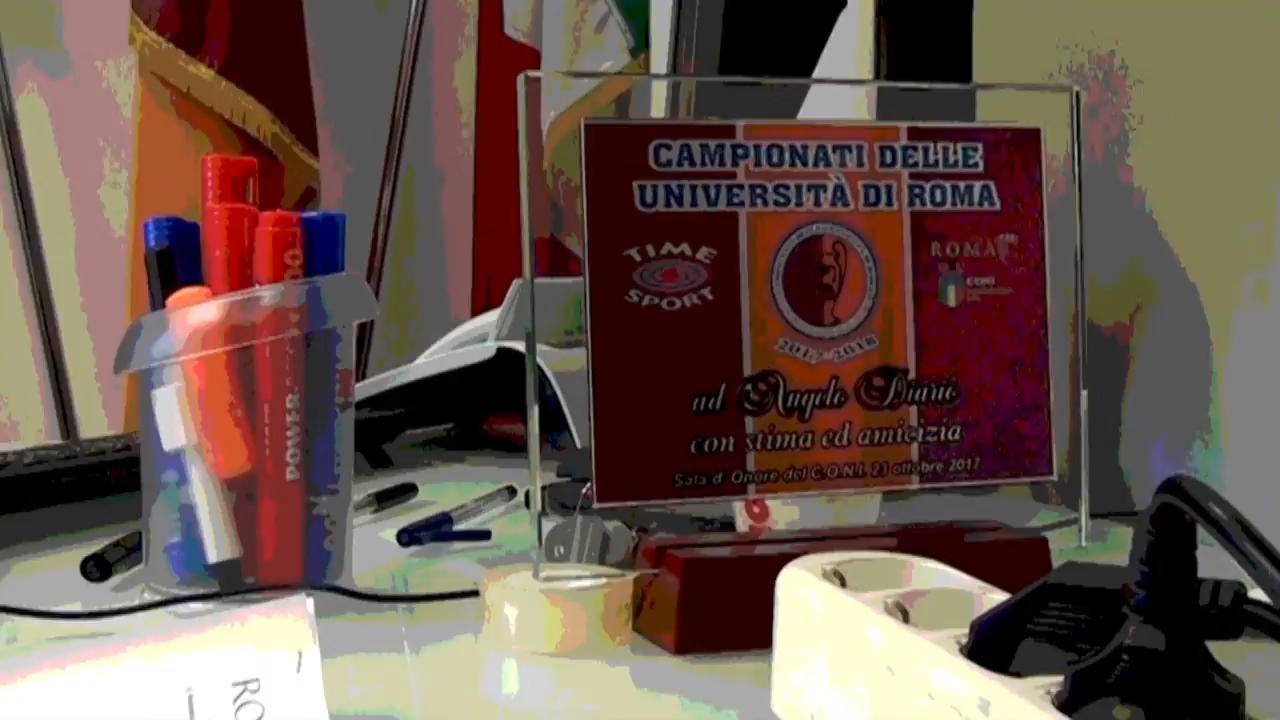 CAMPIONATI DELLE
UNIVERSITÀ DI ROMA
TIME
SPORT
ROMA
CONI
2017-2018
ad Angelo Diario
con stima ed amicizia
Sala d'Onore del C.O.N.I. 23 ottobre 2017
POWER
RO